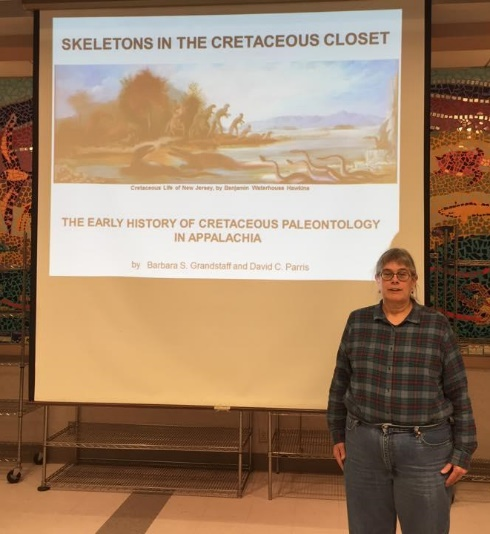 SKELETONS IN THE CRETACEOUS CLOSET
Cretaceous Life of New Jersey, by Benjamin Waterhouse Hawkins
THE EARLY HISTORY OF CRETACEOUS PALEONTOLOGY
IN APPALACHIA
by Barbara S. Grandstaff and David C. Parris